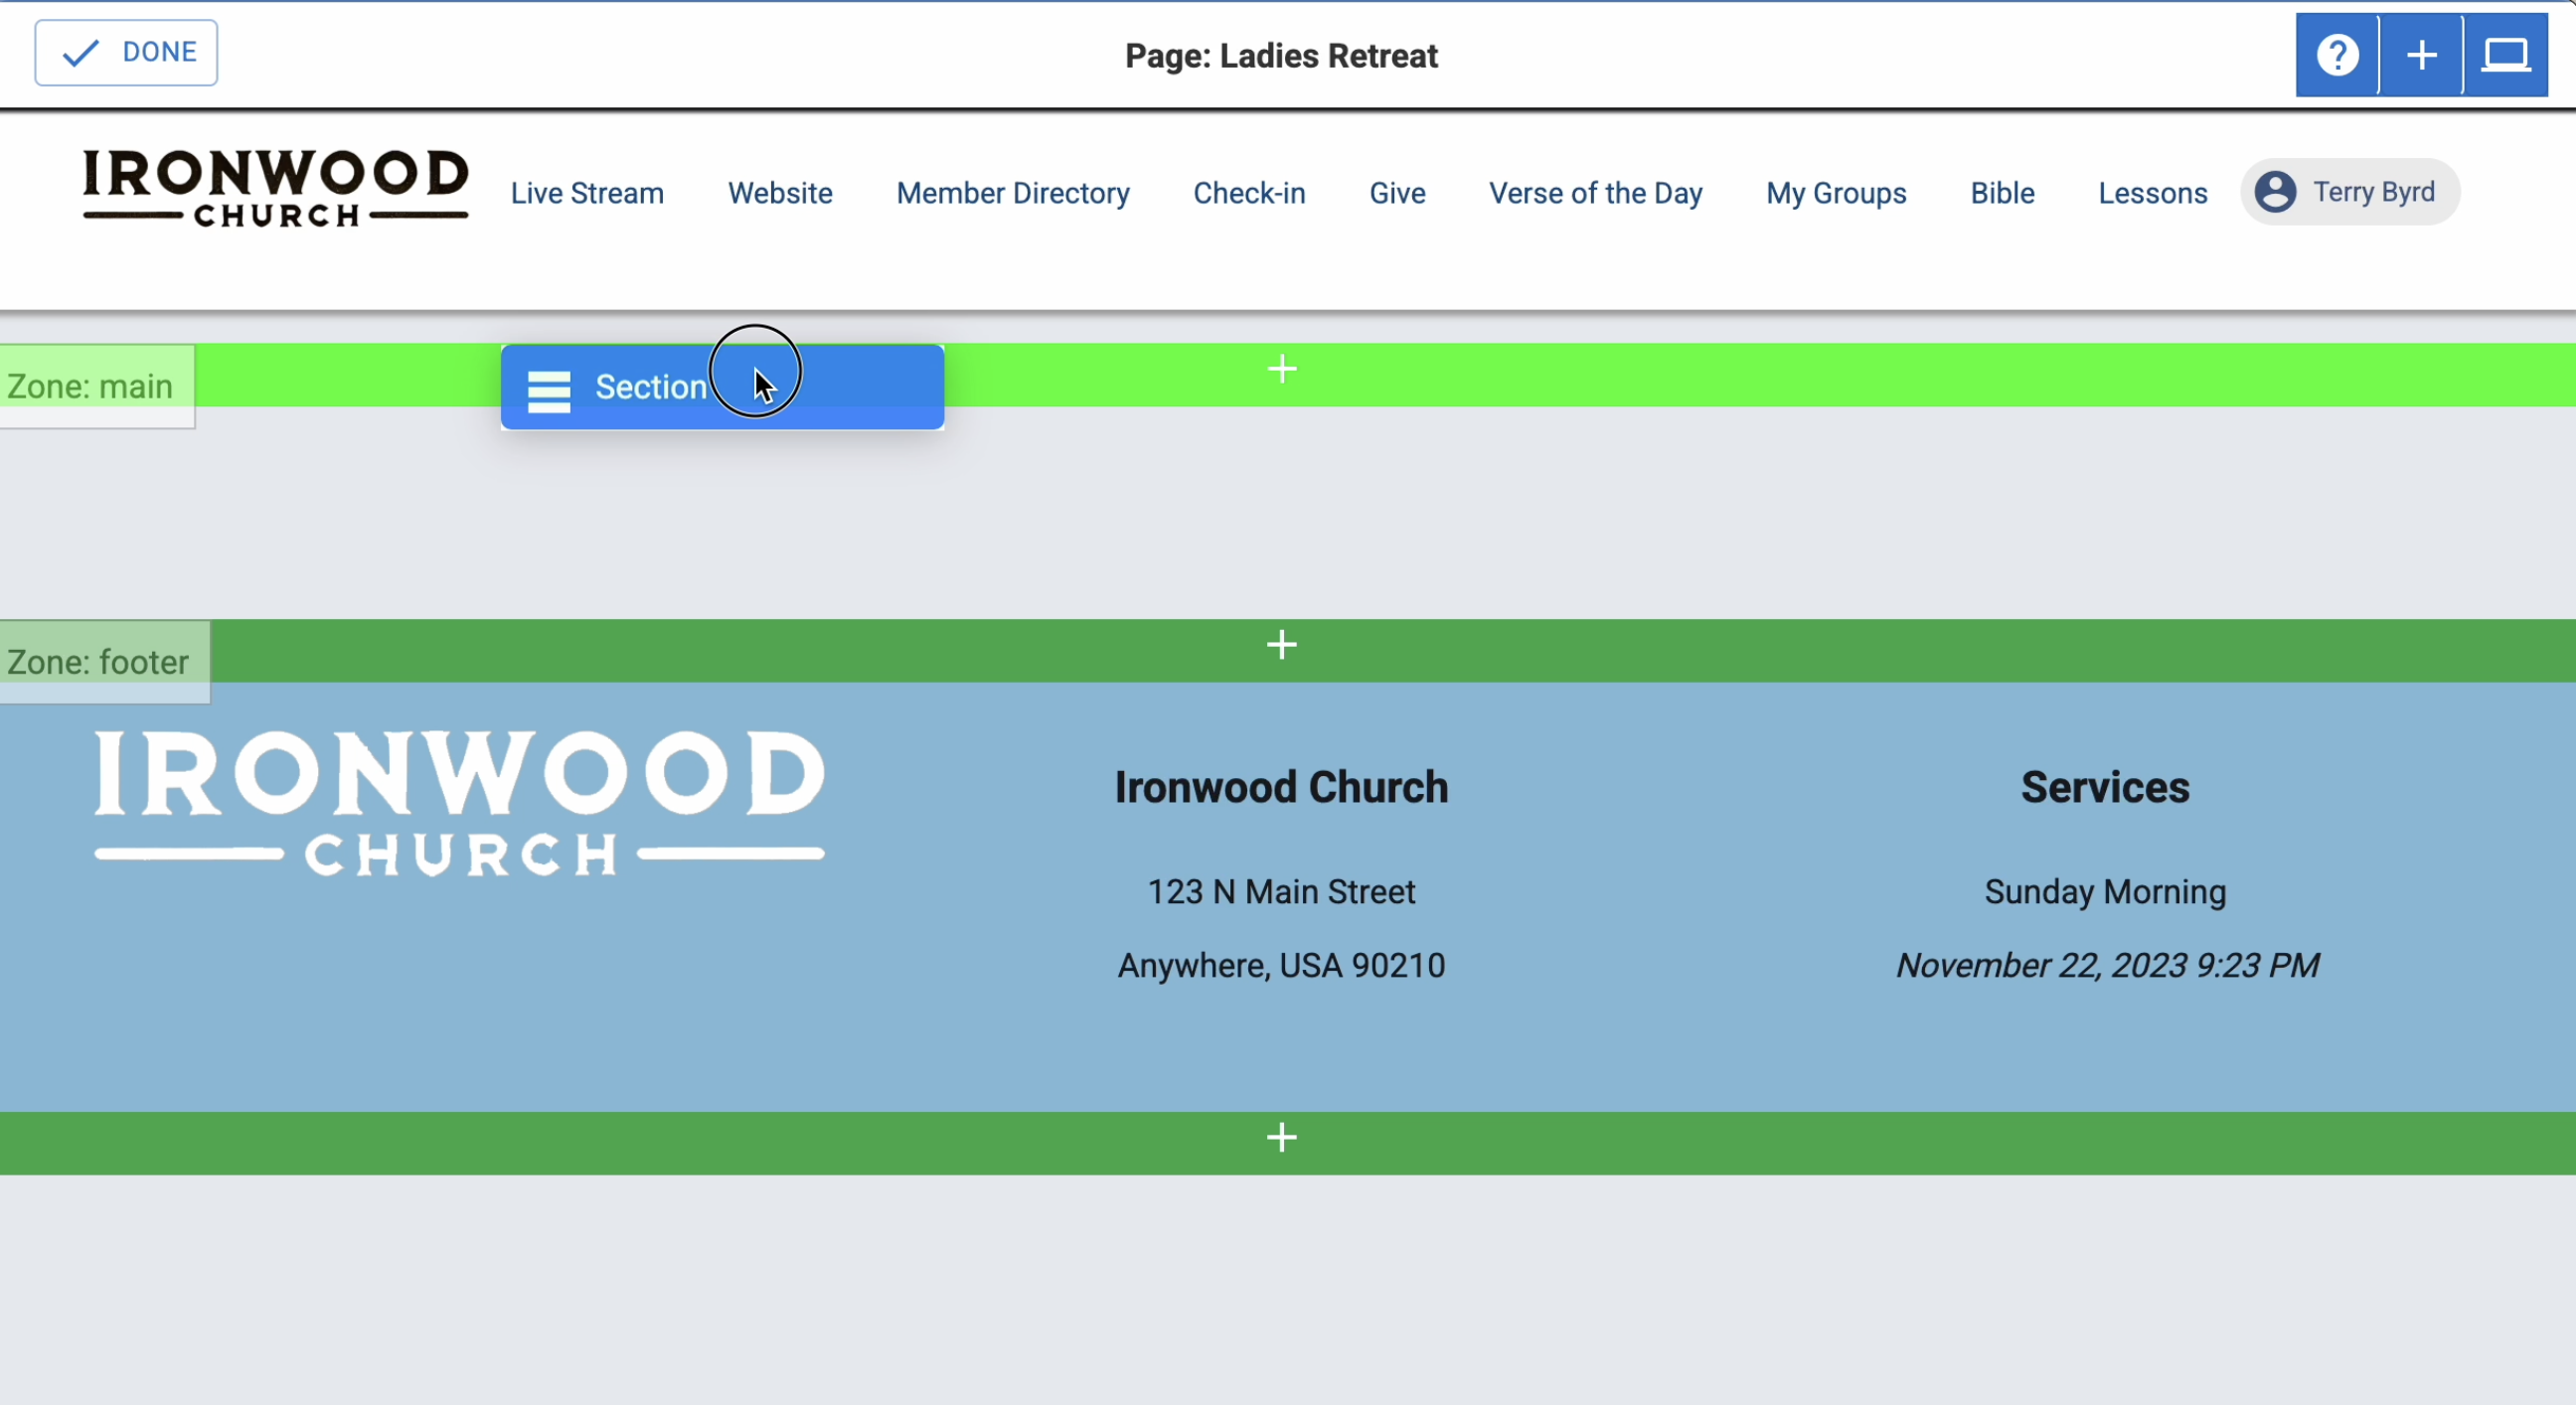 DONE
Page: Ladies Retreat
IRONWOOD
CHURCH
Live Stream Website Member Directory Check-in Give Verse of the Day My Groups Bible Lessons Terry Byrd
Zone: main
Section
Zone: footer
IRONWOOD
CHURCH
Ironwood Church
123 N Main Street
Anywhere, USA 90210
Services
Sunday Morning
November 22, 2023 9:23 PM